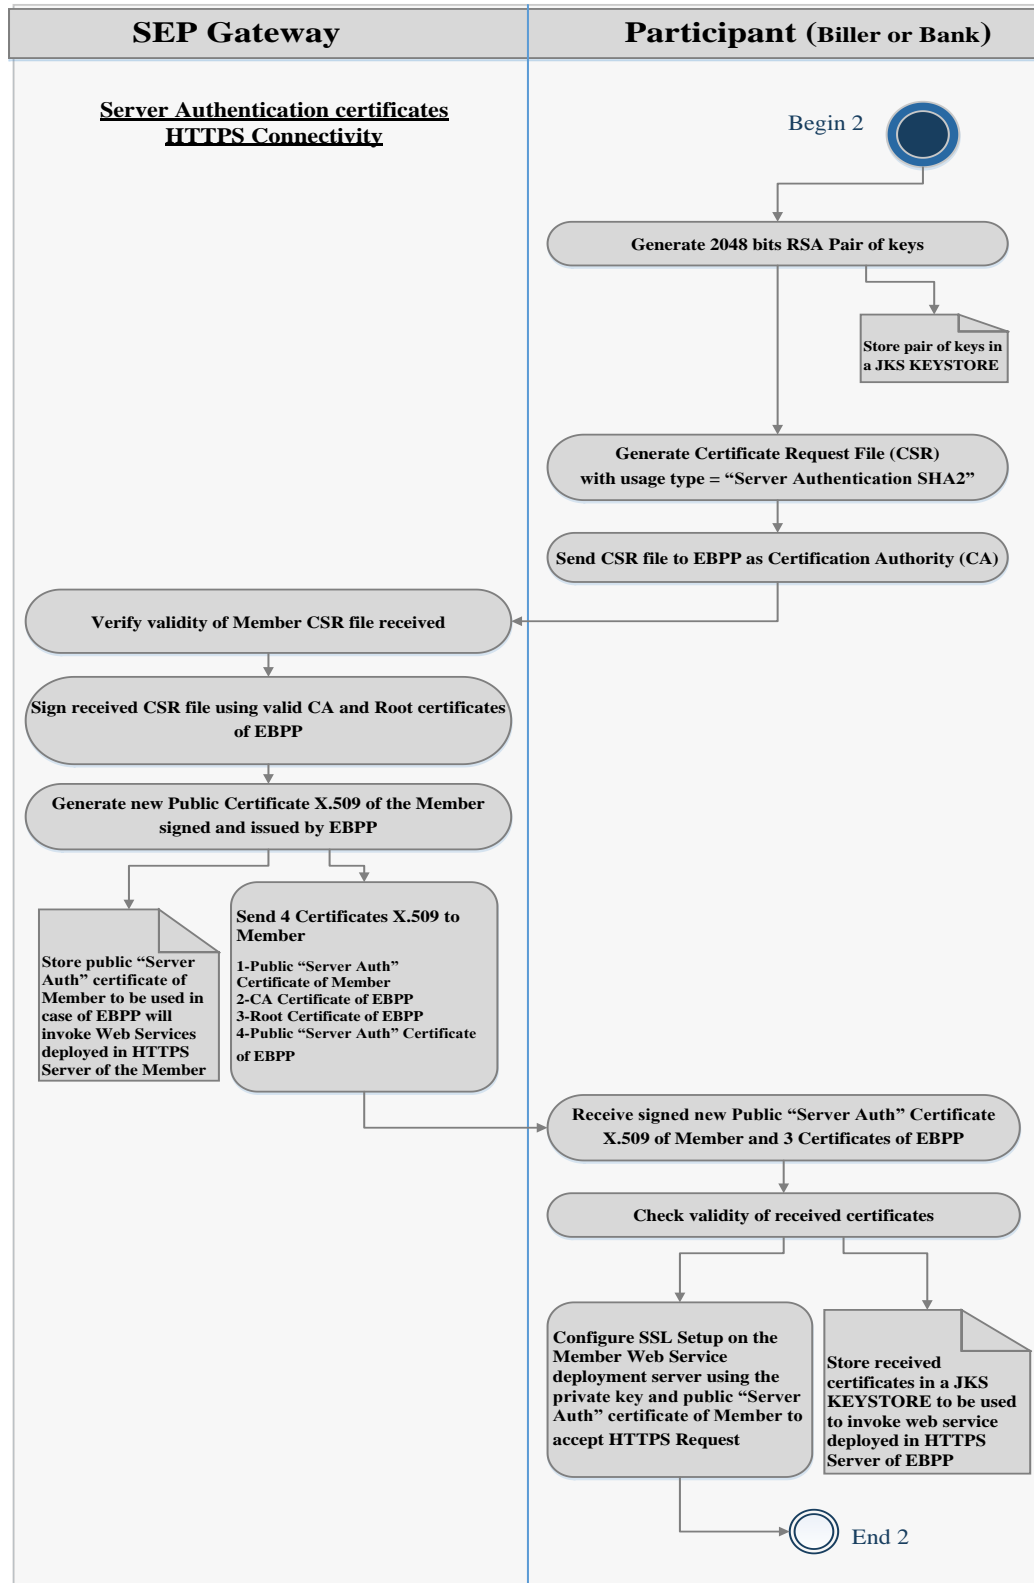 SEP Gateway
Participant (Biller or Bank)
Server Authentication certificates
HTTPS Connectivity
Begin 2
Generate 2048 bits RSA Pair of keys
Store pair of keys in
a JKS KEYSTORE
Generate Certificate Request File (CSR)
with usage type = “Server Authentication SHA2”
Send CSR file to EBPP as Certification Authority (CA)
Verify validity of Member CSR file received
Sign received CSR file using valid CA and Root certificates
of EBPP
Generate new Public Certificate X.509 of the Member
signed and issued by EBPP
Store public “Server
Auth” certificate of
Member to be used in
case of EBPP will
invoke Web Services
deployed in HTTPS
Server of the Member
Send 4 Certificates X.509 to
Member
1-Public “Server Auth”
Certificate of Member
2-CA Certificate of EBPP
3-Root Certificate of EBPP
4-Public “Server Auth” Certificate
of EBPP
Receive signed new Public “Server Auth” Certificate
X.509 of Member and 3 Certificates of EBPP
Check validity of received certificates
Configure SSL Setup on the
Member Web Service
deployment server using the
private key and public “Server
Auth” certificate of Member to
accept HTTPS Request
Store received
certificates in a JKS
KEYSTORE to be used
to invoke web service
deployed in HTTPS
Server of EBPP
End 2